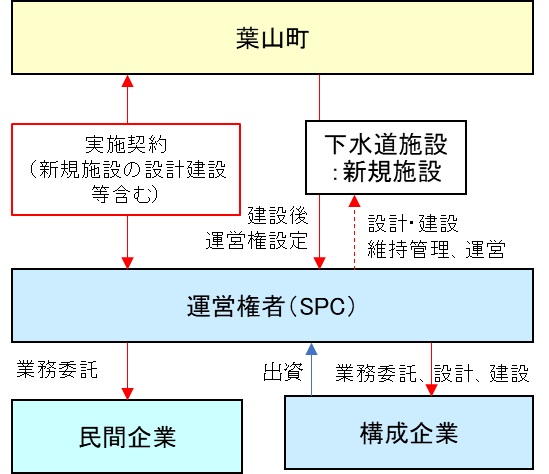 葉山町
実施契約
（新規施設の設計建設
等含む）
下水道施設
：新規施設
建設後
運営権設定
設計・建設
維持管理、運営
運営権者（SPC）
業務委託
出資
業務委託、設計、建設
民間企業
構成企業